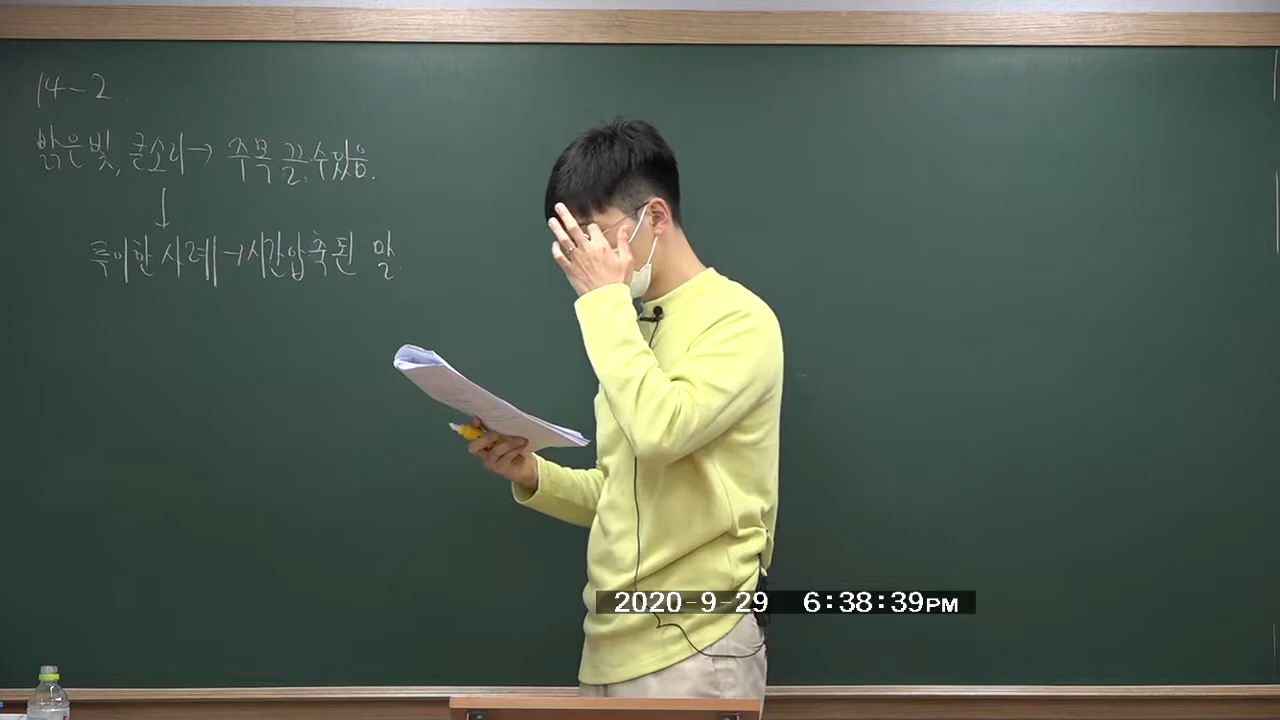 14-2
밝은 빛, 큰소리→ 주목 끌 수 있음.
↓
특이한 사례→시간압축된 말.
2020-9-29 6:38:39PM